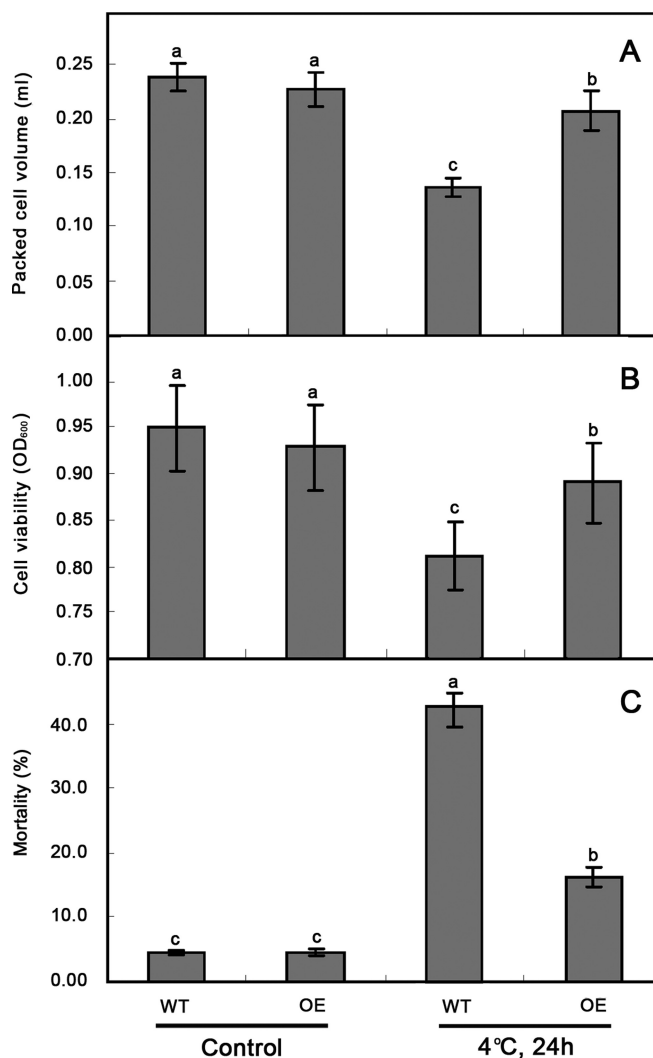 A
Packed cell volume (ml)
0.25
0.20
0.15
0.10
0.05
0.00
a
a
c
b
B
Cell viability (OD₆₀₀)
1.00
0.95
0.90
0.85
0.80
0.75
0.70
a
a
c
b
C
Mortality (%)
40.0
30.0
20.0
10.0
0.00
c
c
a
b
WT OE WT OE
Control 4°C, 24h